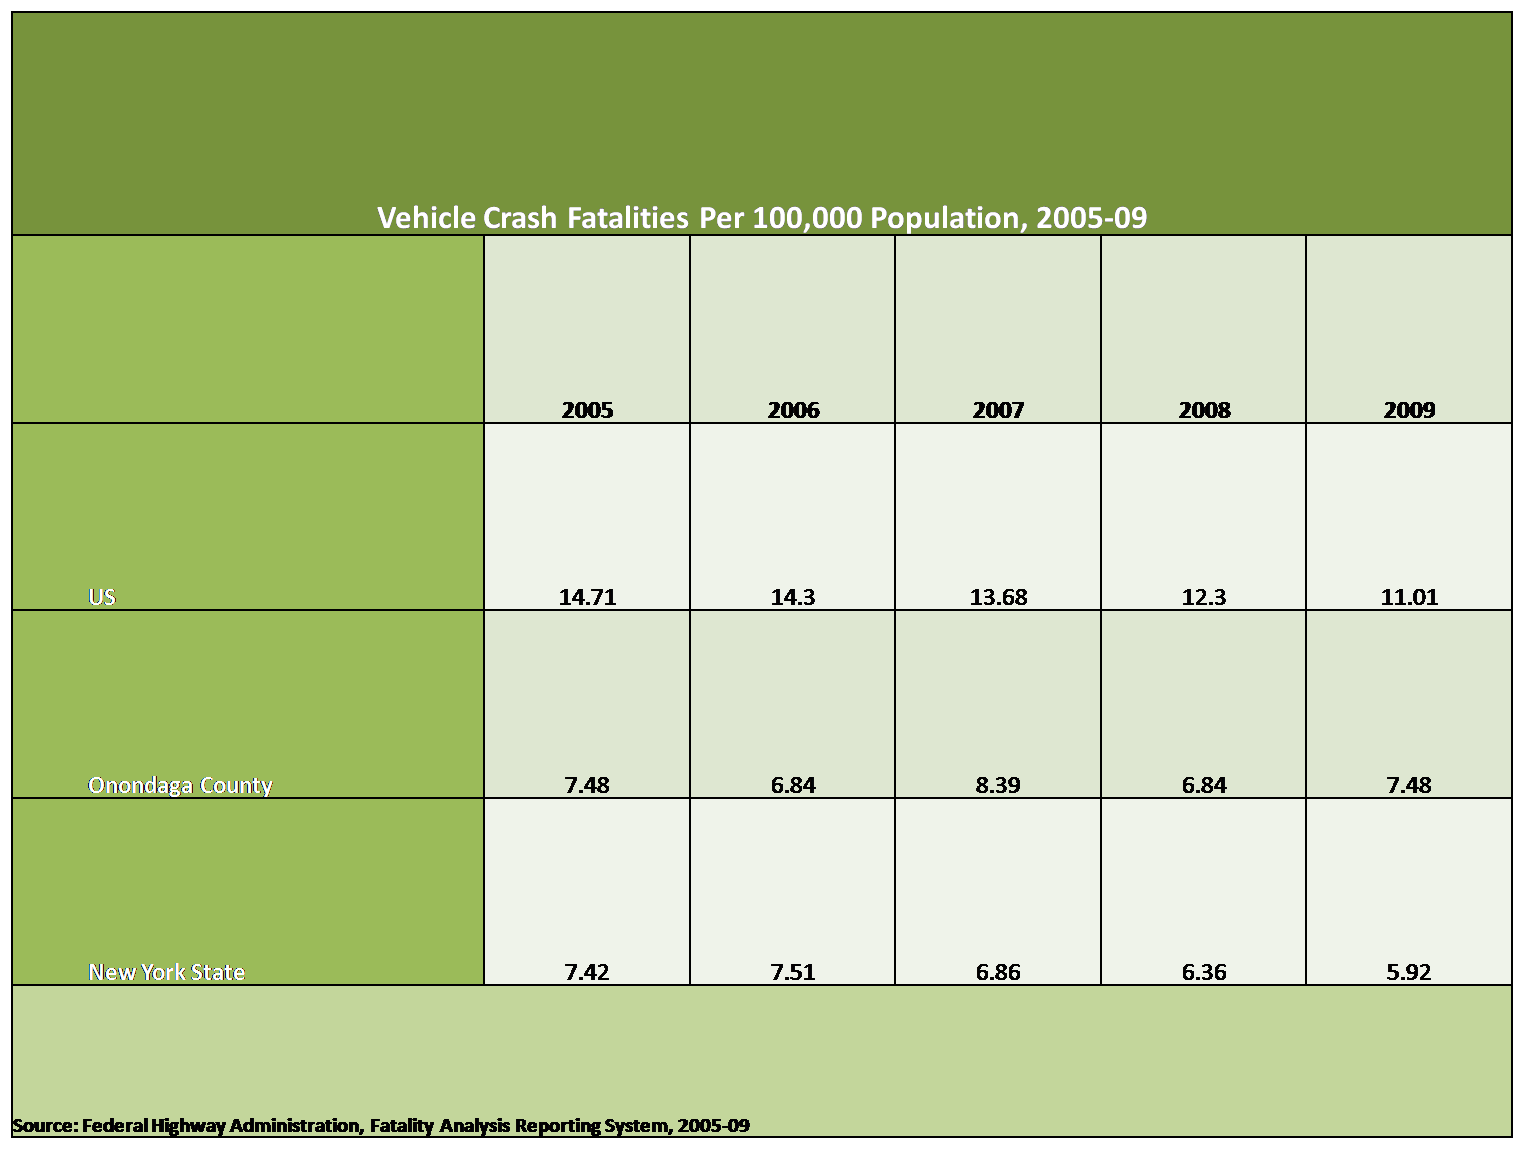 Vehicle Crash Fatalities Per 100,000 Population, 2005-09
2005 2006 2007 2008 2009
US 14.71 14.3 13.68 12.3 11.01
Onondaga County 7.48 6.84 8.39 6.84 7.48
New York State 7.42 7.51 6.86 6.36 5.92
Source: Federal Highway Administration, Fatality Analysis Reporting System, 2005-09